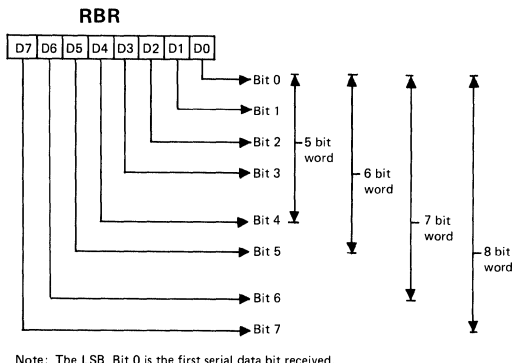 RBR
D7 D6 D5 D4 D3 D2 D1 D0
Bit 0
Bit 1
Bit 2
Bit 3
Bit 4
Bit 5
Bit 6
Bit 7
5 bit
word
6 bit
word
7 bit
word
8 bit
word
Note: The LSB, Bit 0 is the first serial data bit received.